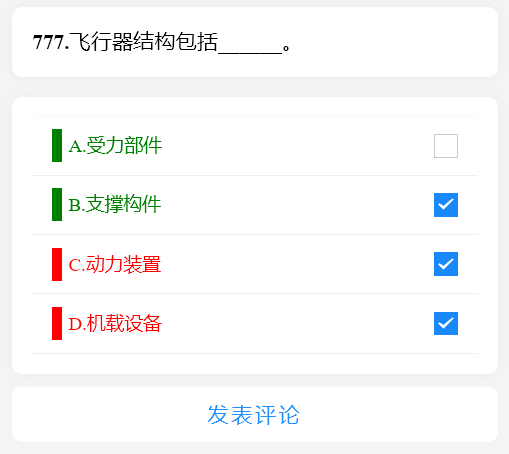 777.飞行器结构包括______。
A.受力部件
B.支撑构件
C.动力装置
D.机载设备
发表评论